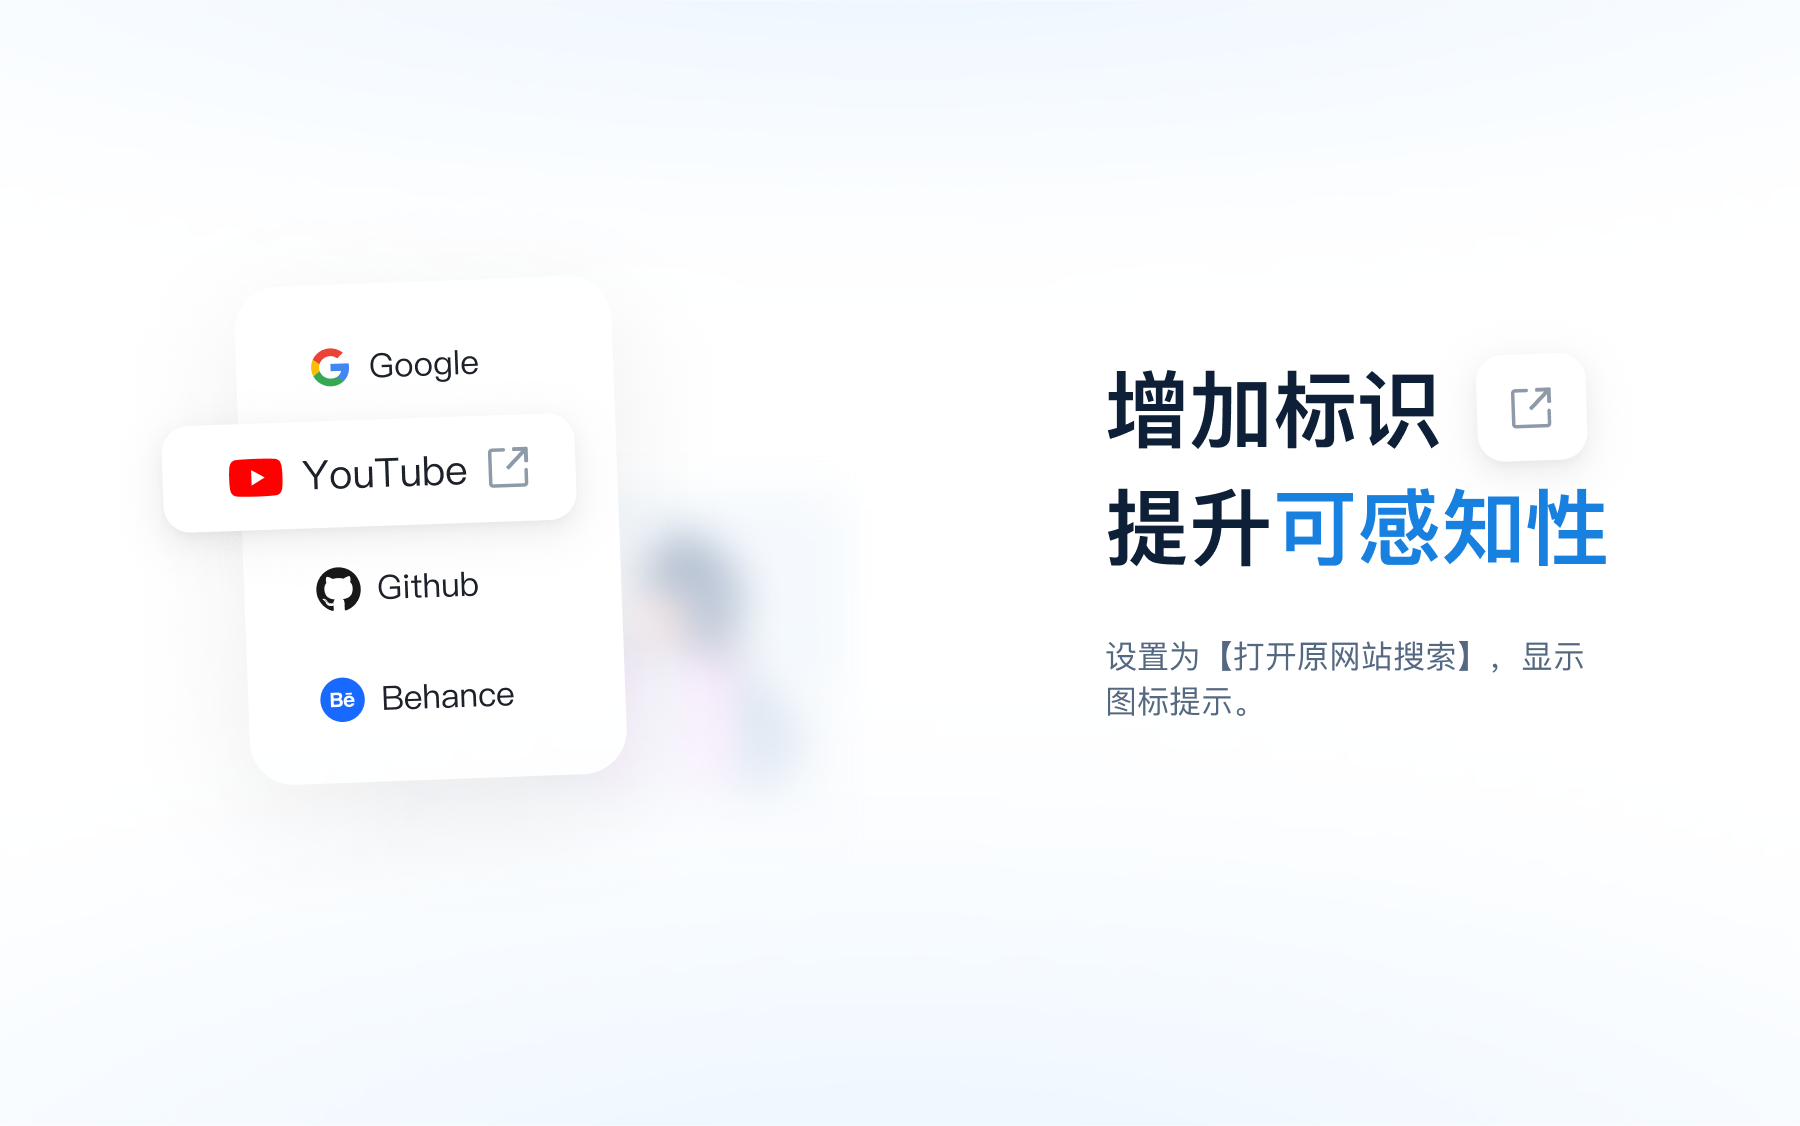 Google
YouTube
Github
Bē
Behance
增加标识
提升可感知性
设置为【打开原网站搜索】，显示
图标提示。